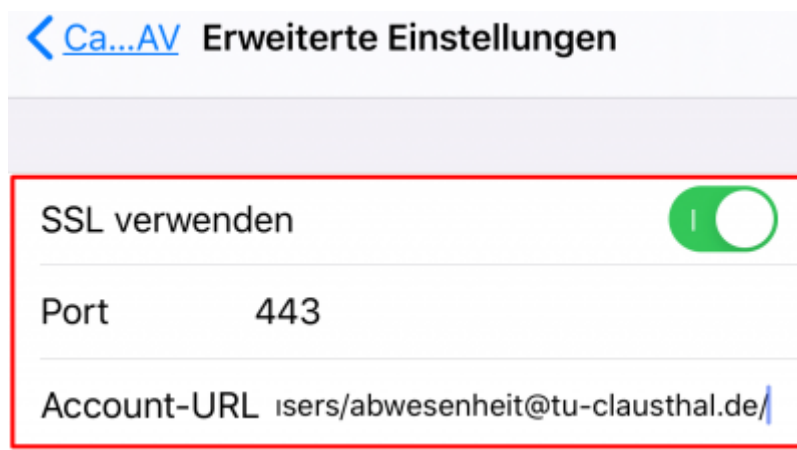 Ca...AV Erweiterte Einstellungen
SSL verwenden
Port 443
Account-URL sers/abwesenheit@tu-clausthal.de/